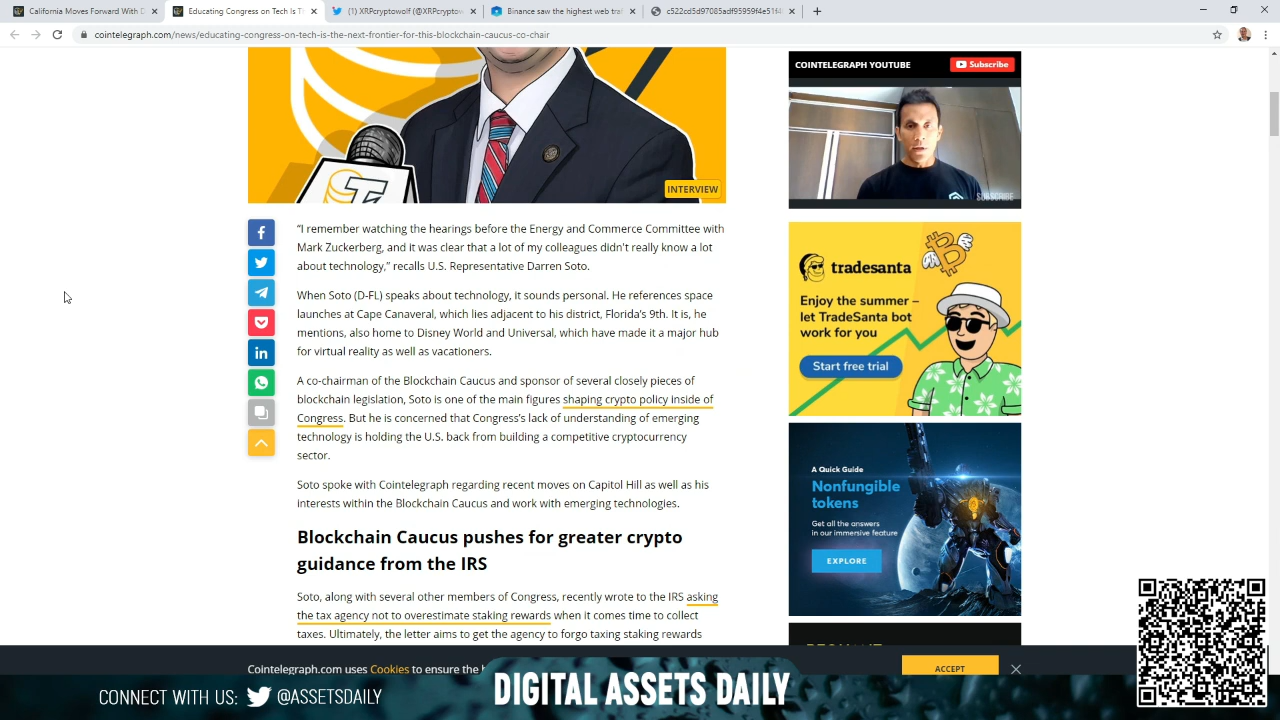 California Moves Forward With D
Educating Congress on Tech Is T
(1) XRPcryptowolf (@XRPcryptow
Binance saw the highest web tra
c522cd5d97085adf95959f4e51f4
cointelegraph.com/news/educating-congress-on-tech-is-the-next-frontier-for-this-blockchain-caucus-co-chair
INTERVIEW
“I remember watching the hearings before the Energy and Commerce Committee with
Mark Zuckerberg, and it was clear that a lot of my colleagues didn't really know a lot
about technology,” recalls U.S. Representative Darren Soto.
When Soto (D-FL) speaks about technology, it sounds personal. He references space
launches at Cape Canaveral, which lies adjacent to his district, Florida’s 9th. It is, he
mentions, also home to Disney World and Universal, which have made it a major hub
for virtual reality as well as vacationers.
A co-chairman of the Blockchain Caucus and sponsor of several closely pieces of
blockchain legislation, Soto is one of the main figures shaping crypto policy inside of
Congress. But he is concerned that Congress’s lack of understanding of emerging
technology is holding the U.S. back from building a competitive cryptocurrency
sector.
Soto spoke with Cointelegraph regarding recent moves on Capitol Hill as well as his
interests within the Blockchain Caucus and work with emerging technologies.
Blockchain Caucus pushes for greater crypto
guidance from the IRS
Soto, along with several other members of Congress, recently wrote to the IRS asking
the tax agency not to overestimate staking rewards when it comes time to collect
taxes. Ultimately, the letter aims to get the agency to forgo taxing staking rewards
COINTELEGRAPH YOUTUBE
Subscribe
SUBSCRIBE
tradesanta
Enjoy the summer –
let TradeSanta bot
work for you
Start free trial
A Quick Guide
Nonfungible
tokens
Get all the answers
in our immersive feature
EXPLORE
Cointelegraph.com uses Cookies to ensure the b
ACCEPT
CONNECT WITH US: @ASSETSDAILY
DIGITAL ASSETS DAILY